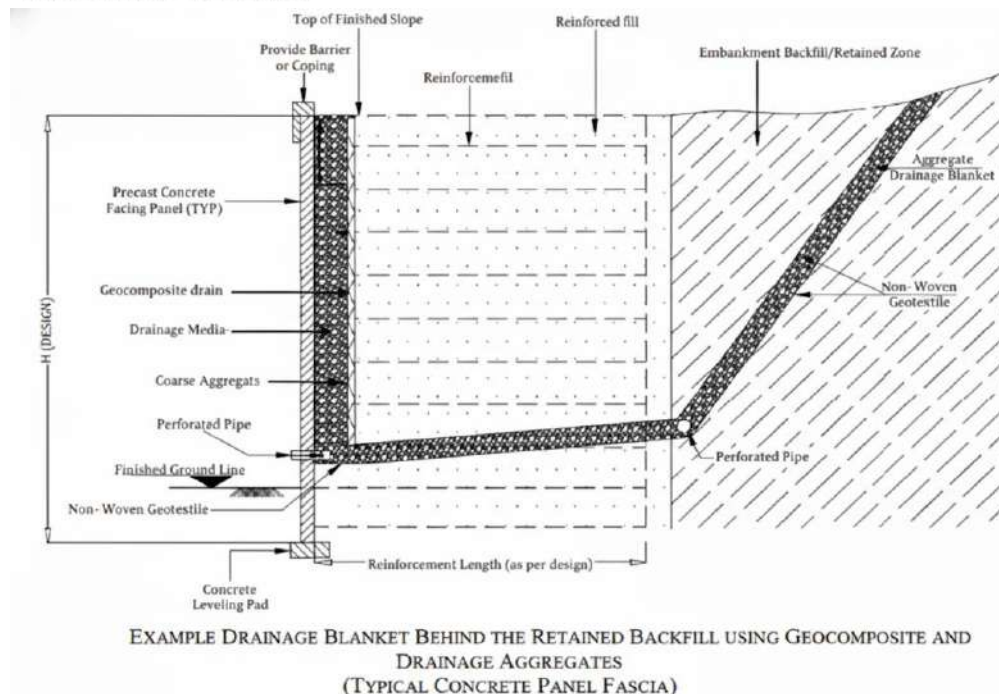 Top of Finished Slope
Reinforced fill
Provide Barrier
or Coping
Embankment Backfill/Retained Zone
Reinforcemefil
Aggregate
Drainage Blanket
Precast Concrete
Facing Panel (TYP)
H (DESIGN)
Geocomposite drain
Non-Woven
Geotestile
Drainage Media
Coarse Aggregats
Perforated Pipe
Perforated Pipe
Finished Ground Line
Non-Woven Geotestile
Reinforcement Length (as per design)
Concrete
Leveling Pad
EXAMPLE DRAINAGE BLANKET BEHIND THE RETAINED BACKFILL USING GEOCOMPOSITE AND
DRAINAGE AGGREGATES
(TYPICAL CONCRETE PANEL FASCIA)